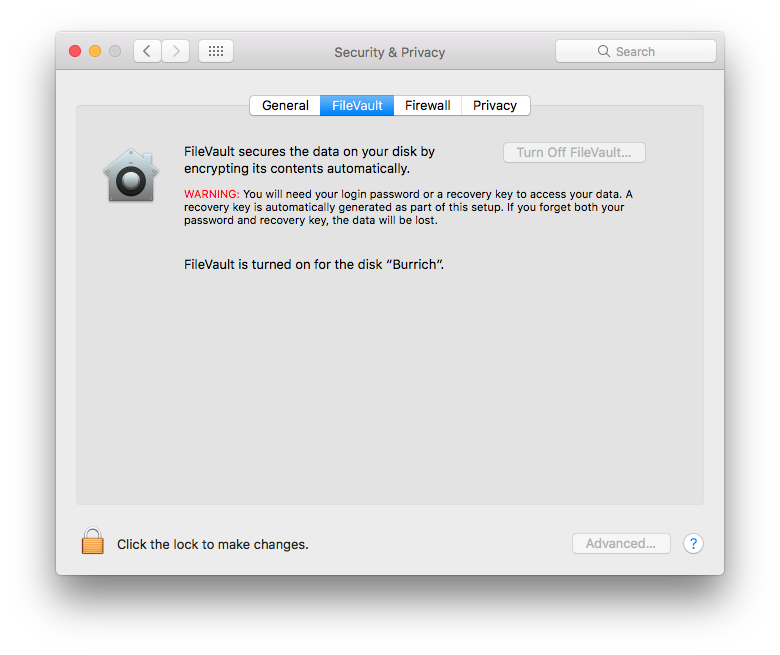 Security & Privacy
Search
General
FileVault
Firewall
Privacy
FileVault secures the data on your disk by
encrypting its contents automatically.
Turn Off FileVault...
WARNING: You will need your login password or a recovery key to access your data. A
recovery key is automatically generated as part of this setup. If you forget both your
password and recovery key, the data will be lost.
FileVault is turned on for the disk “Burrich”.
Click the lock to make changes.
Advanced...
?